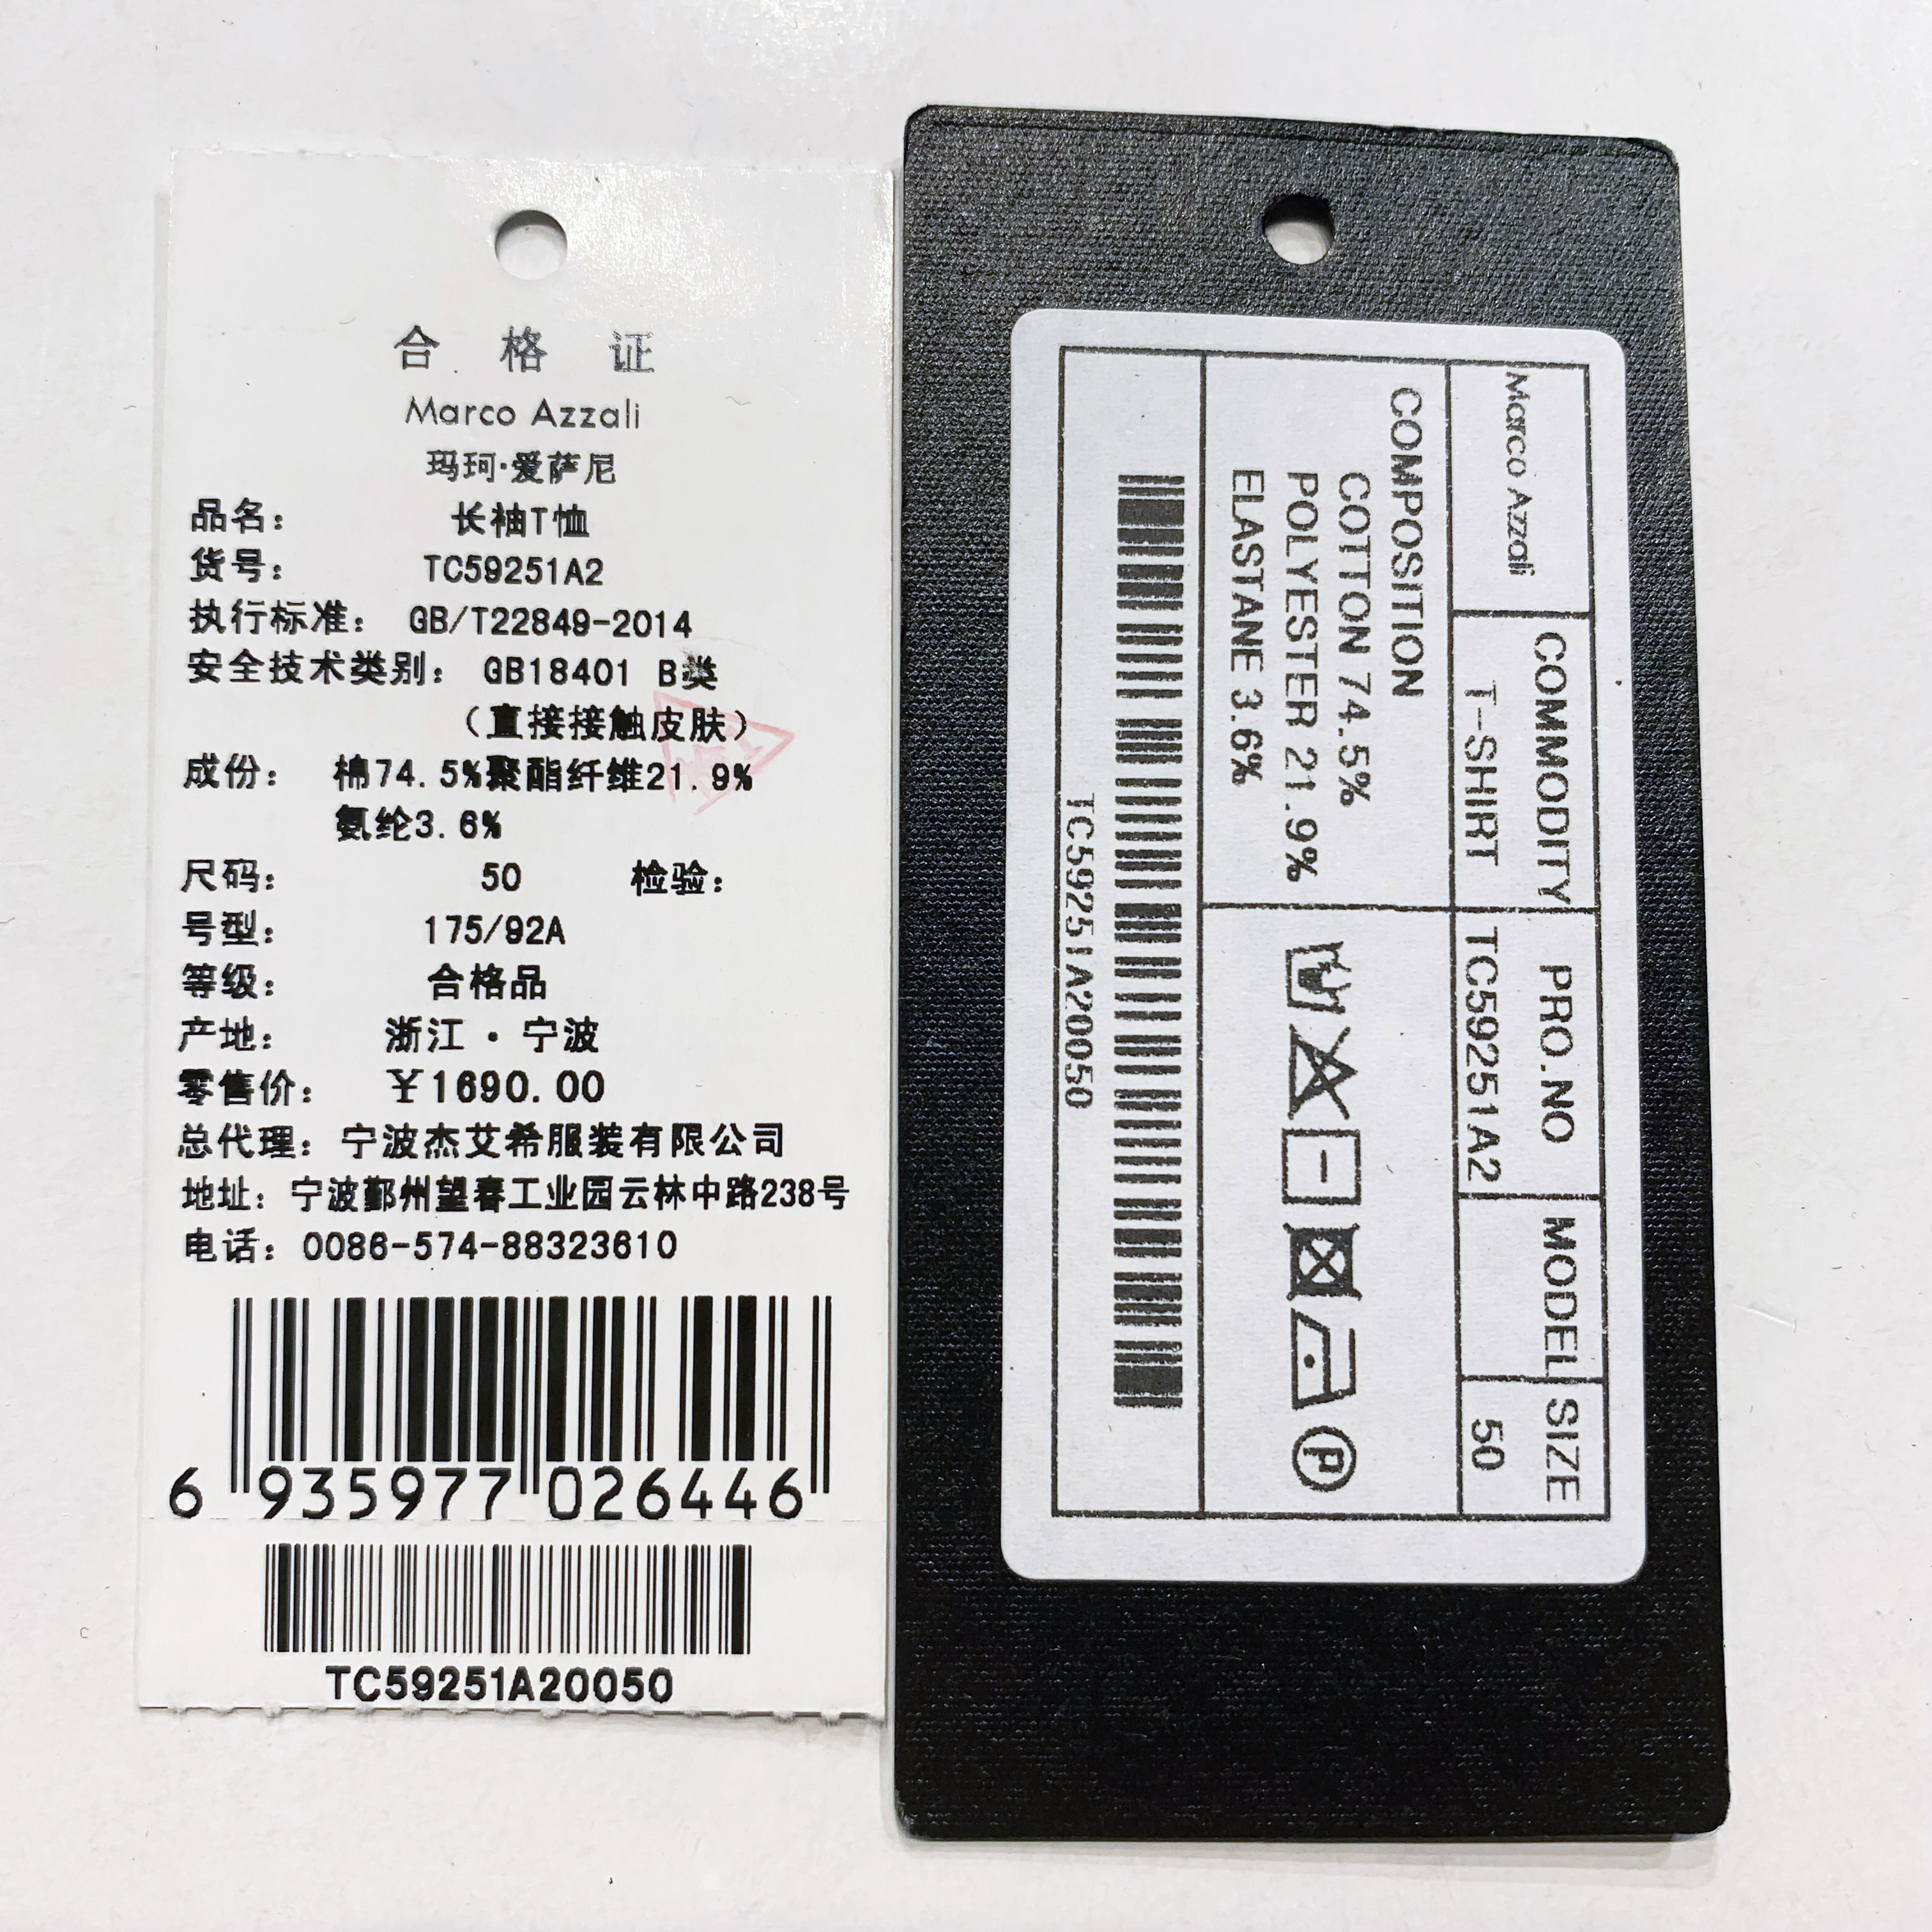 合 格 证
Marco Azzali
玛珂·爱萨尼
品名： 长袖T恤
货号： TC59251A2
执行标准： GB/T22849-2014
安全技术类别： GB18401 B类
（直接接触皮肤）
成份： 棉74.5%聚酯纤维21.9%
氨纶3.6%
尺码： 50 检验：
号型： 175/92A
等级： 合格品
产地： 浙江·宁波
零售价： ￥1690.00
总代理： 宁波杰艾希服装有限公司
地址： 宁波鄞州望春工业园云林中路238号
电话： 0086-574-88323610
6 935977 026446
TC59251A20050
Marco Azzali
COMMODITY PRO.NO MODEL SIZE
T-SHIRT TC59251A2 50
COMPOSITION
COTTON 74.5%
POLYESTER 21.9%
ELASTANE 3.6%
P
TC59251A20050